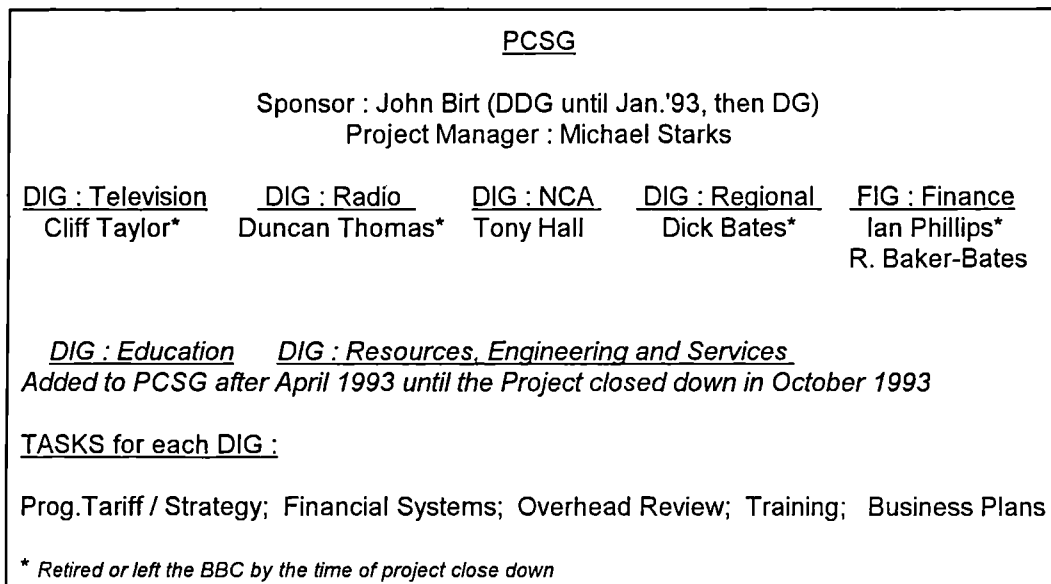 PCSG
Sponsor : John Birt (DDG until Jan.'93, then DG)
Project Manager : Michael Starks
DIG : Television DIG : Radio DIG : NCA DIG : Regional FIG : Finance
Cliff Taylor* Duncan Thomas* Tony Hall Dick Bates* Ian Phillips*
R. Baker-Bates
DIG : Education DIG : Resources, Engineering and Services
Added to PCSG after April 1993 until the Project closed down in October 1993
TASKS for each DIG :
Prog.Tariff / Strategy; Financial Systems; Overhead Review; Training; Business Plans
* Retired or left the BBC by the time of project close down